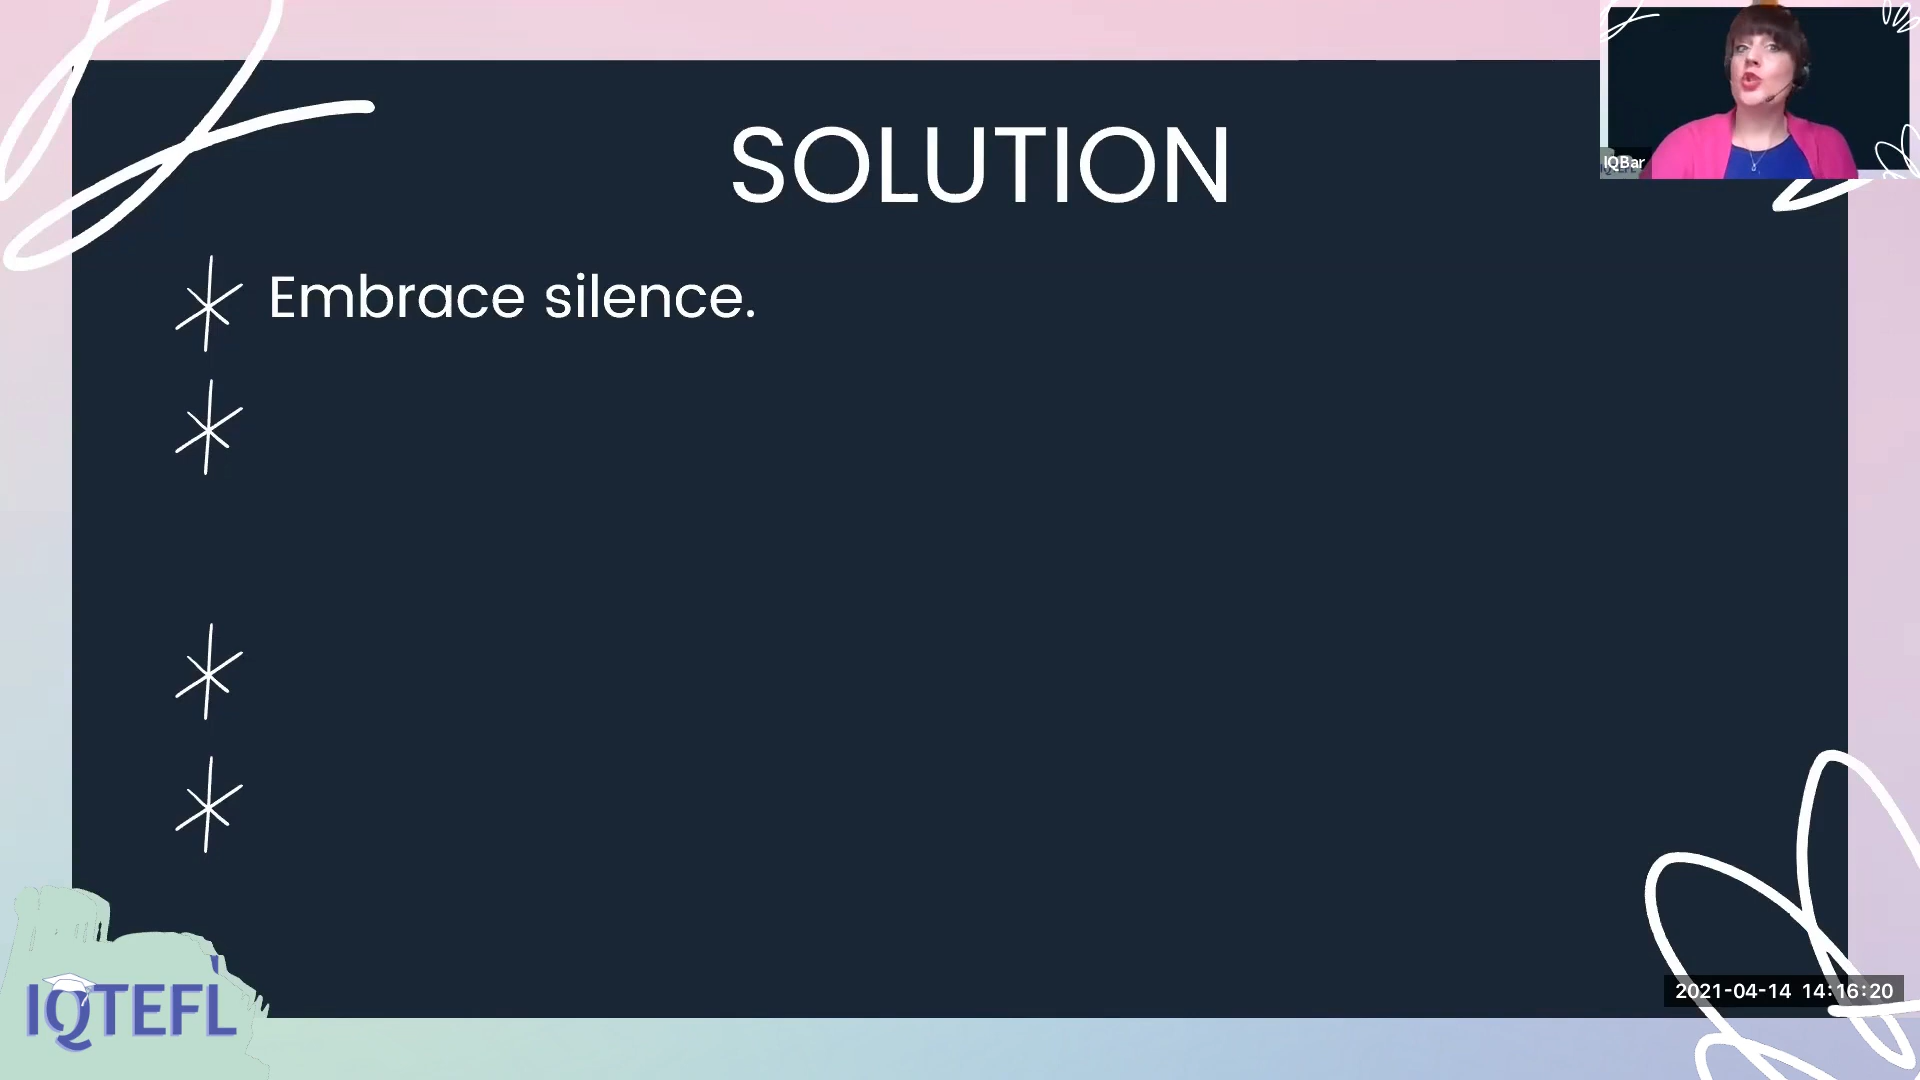 SOLUTION
IQBar
Embrace silence.
IQTEFL
2021-04-14 14:16:20